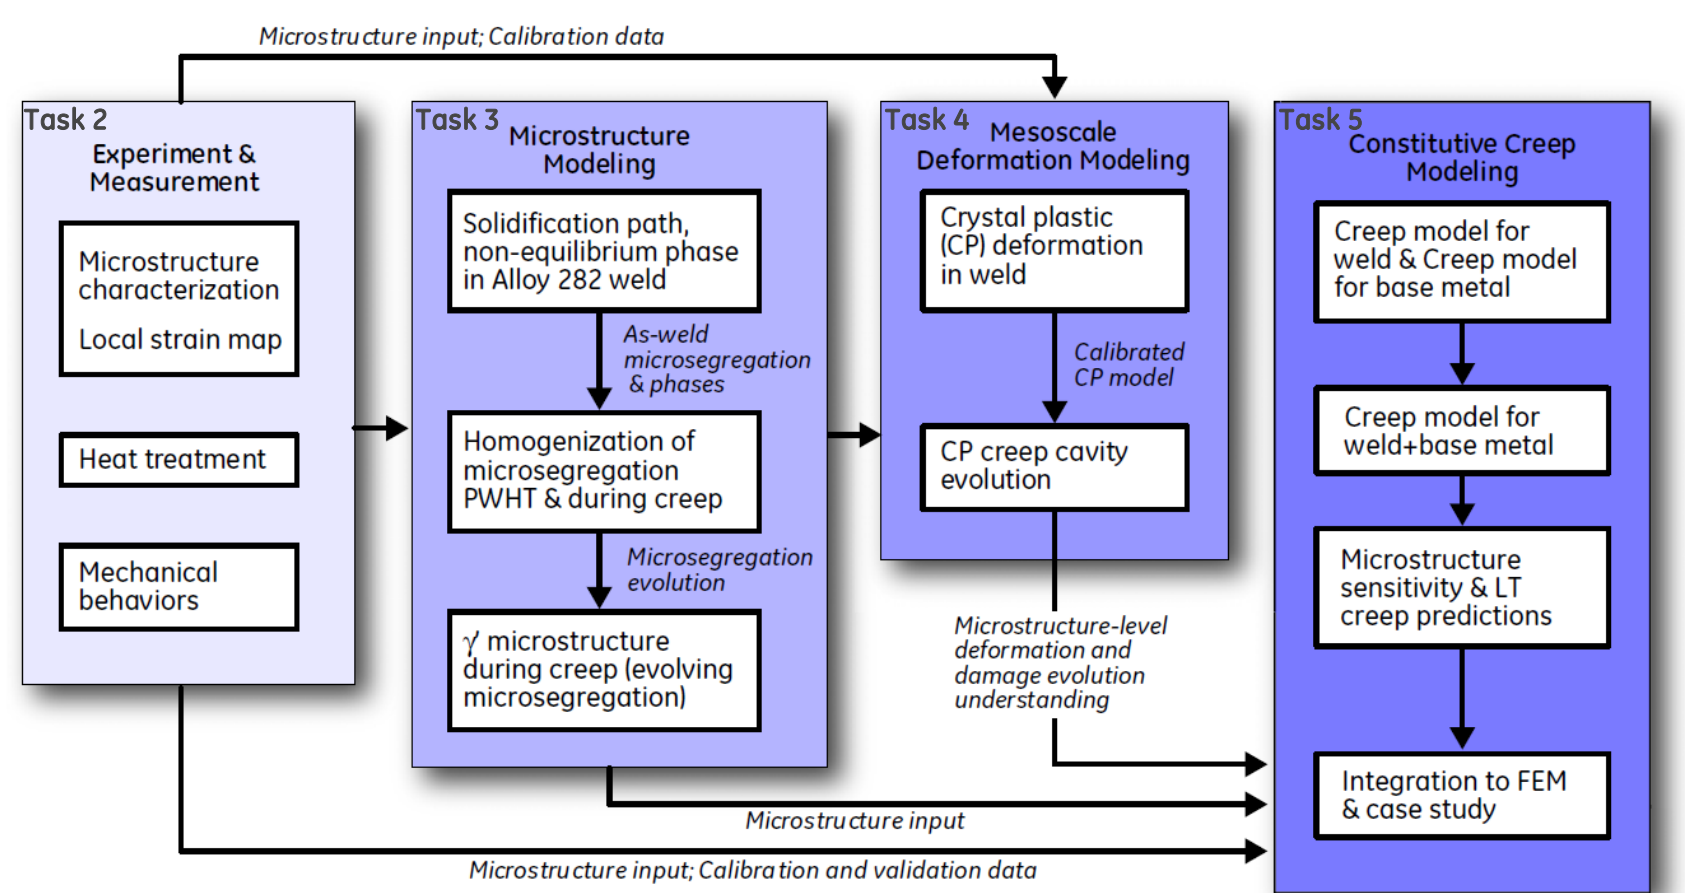 Microstructure input; Calibration data
Task 2
Experiment &
Measurement
Microstructure
characterization
Local strain map
Heat treatment
Mechanical
behaviors
Task 3
Microstructure
Modeling
Solidification path,
non-equilibrium phase
in Alloy 282 weld
As-weld
microsegregation
& phases
Homogenization of
microsegregation
PWHT & during creep
Microsegregation
evolution
γ′ microstructure
during creep (evolving
microsegregation)
Task 4
Mesoscale
Deformation Modeling
Crystal plastic
(CP) deformation
in weld
Calibrated
CP model
CP creep cavity
evolution
Microstructure-level
deformation and
damage evolution
understanding
Task 5
Constitutive Creep
Modeling
Creep model for
weld & Creep model
for base metal
Creep model for
weld+base metal
Microstructure
sensitivity & LT
creep predictions
Integration to FEM
& case study
Microstructure input
Microstructure input; Calibration and validation data